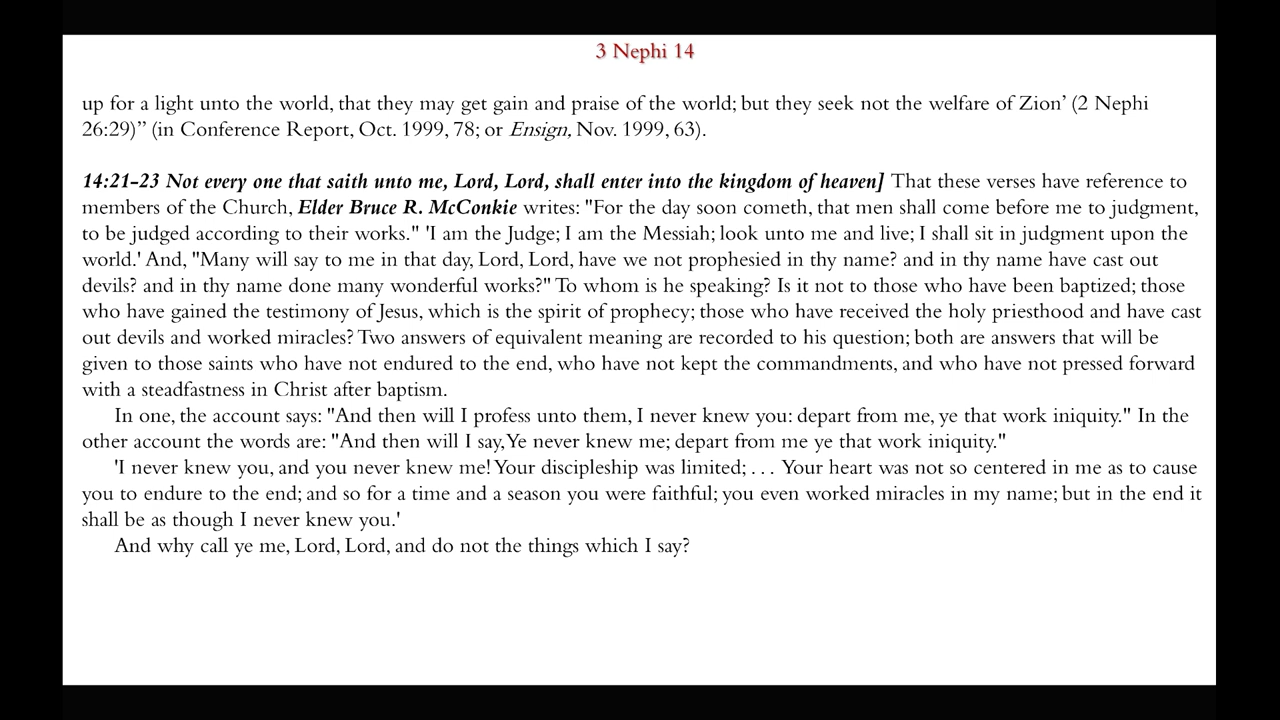 3 Nephi 14
up for a light unto the world, that they may get gain and praise of the world; but they seek not the welfare of Zion’ (2 Nephi
26:29)” (in Conference Report, Oct. 1999, 78; or Ensign, Nov. 1999, 63).
14:21-23 Not every one that saith unto me, Lord, Lord, shall enter into the kingdom of heaven] That these verses have reference to
members of the Church, Elder Bruce R. McConkie writes: "For the day soon cometh, that men shall come before me to judgment,
to be judged according to their works." 'I am the Judge; I am the Messiah; look unto me and live; I shall sit in judgment upon the
world.' And, "Many will say to me in that day, Lord, Lord, have we not prophesied in thy name? and in thy name have cast out
devils? and in thy name done many wonderful works?" To whom is he speaking? Is it not to those who have been baptized; those
who have gained the testimony of Jesus, which is the spirit of prophecy; those who have received the holy priesthood and have cast
out devils and worked miracles? Two answers of equivalent meaning are recorded to his question; both are answers that will be
given to those saints who have not endured to the end, who have not kept the commandments, and who have not pressed forward
with a steadfastness in Christ after baptism.
In one, the account says: "And then will I profess unto them, I never knew you: depart from me, ye that work iniquity." In the
other account the words are: "And then will I say, Ye never knew me; depart from me ye that work iniquity."
'I never knew you, and you never knew me! Your discipleship was limited; . . . Your heart was not so centered in me as to cause
you to endure to the end; and so for a time and a season you were faithful; you even worked miracles in my name; but in the end it
shall be as though I never knew you.'
And why call ye me, Lord, Lord, and do not the things which I say?